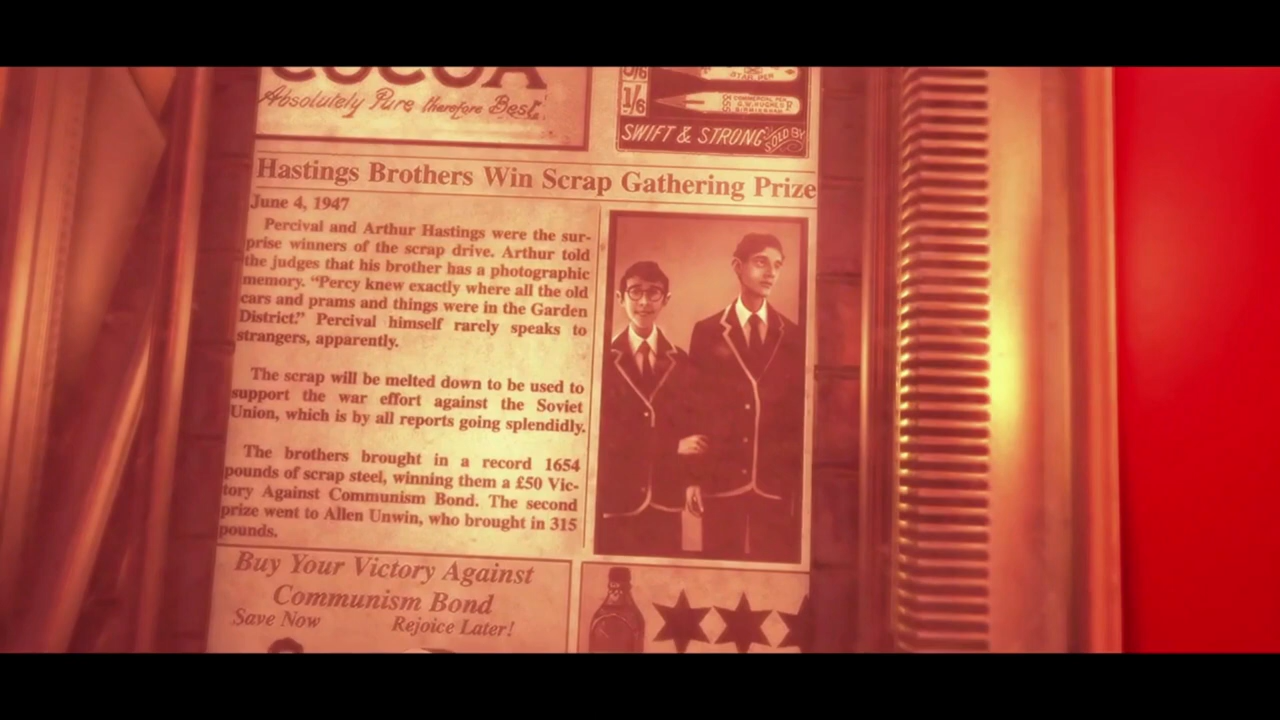 COCOA
Absolutely Pure therefore Best.
1/6
SWIFT & STRONG SOLD BY
Hastings Brothers Win Scrap Gathering Prize
June 4, 1947
Percival and Arthur Hastings were the sur-
prise winners of the scrap drive. Arthur told
the judges that his brother has a photographic
memory. “Percy knew exactly where all the old
cars and prams and things were in the Garden
District.” Percival himself rarely speaks to
strangers, apparently.
The scrap will be melted down to be used to
support the war effort against the Soviet
Union, which is by all reports going splendidly.
The brothers brought in a record 1654
pounds of scrap steel, winning them a £50 Vic-
tory Against Communism Bond. The second
prize went to Allen Unwin, who brought in 315
pounds.
Buy Your Victory Against
Communism Bond
Save Now Rejoice Later!